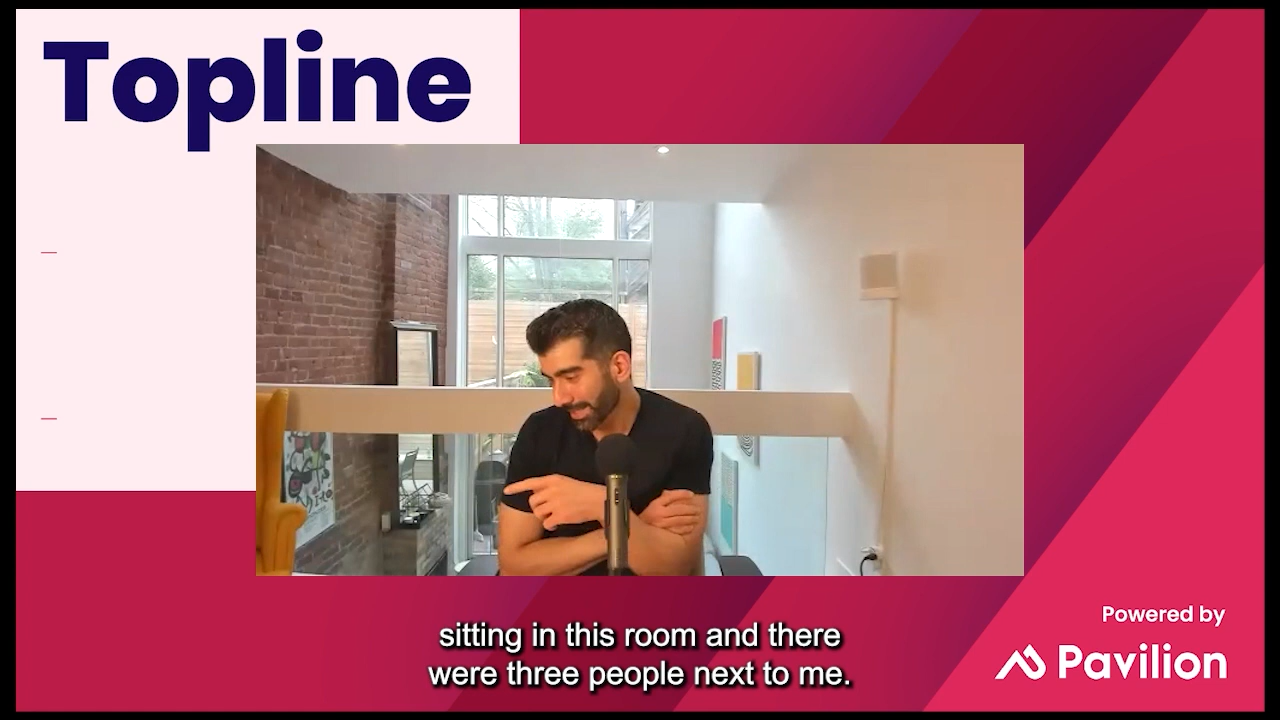 Topline
sitting in this room and there
were three people next to me.
Powered by
Pavilion